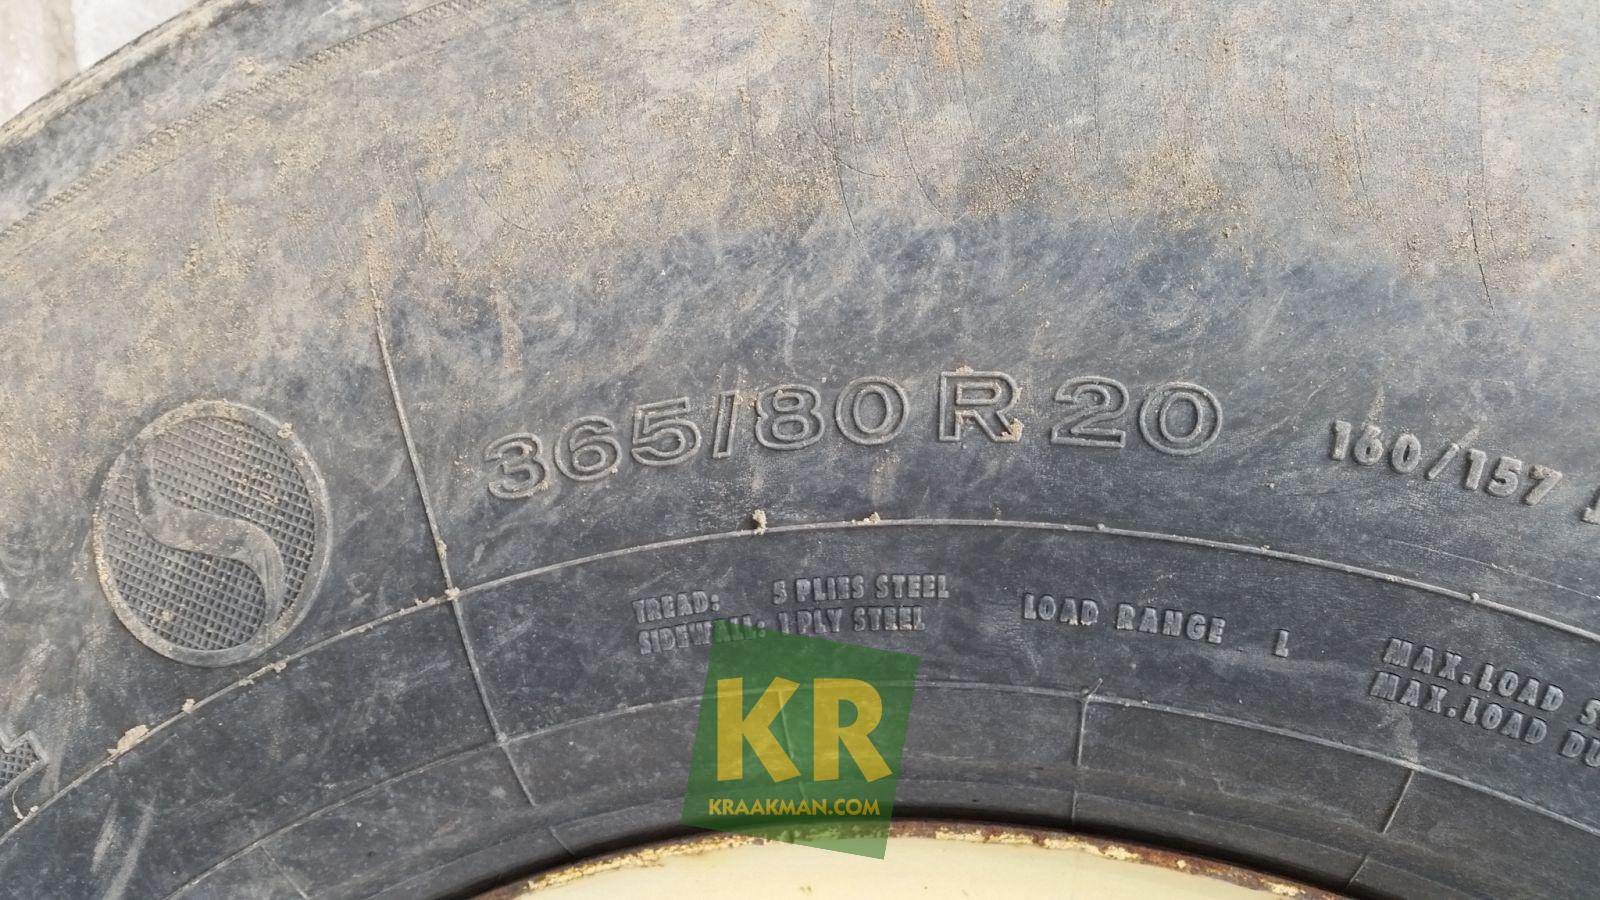 365/80 R 20 160/157
TREAD: 5 PLIES STEEL
SIDEWALL: 1 PLY STEEL
LOAD RANGE L
MAX.LOAD
MAX.LOAD
KR
KRAAKMAN.COM